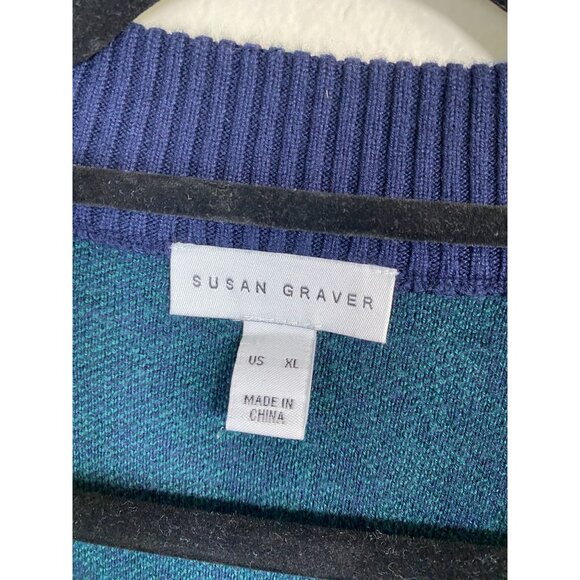 SUSAN GRAVER
US XL
MADE IN
CHINA